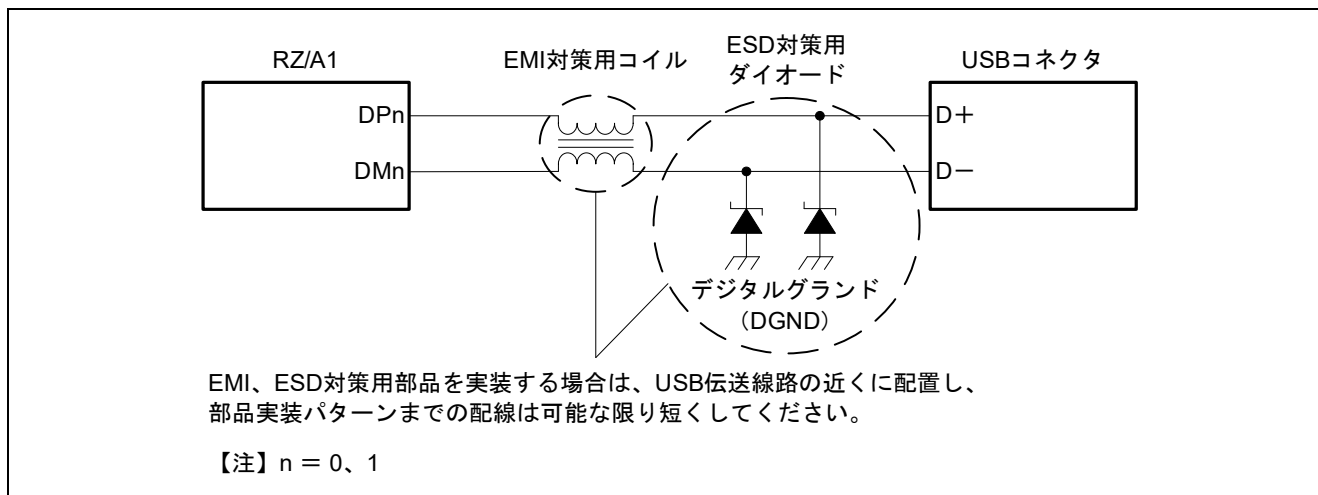 RZ/A1
EMI対策用コイル
ESD対策用
ダイオード
USBコネクタ
DPn
DMn
D＋
D－
デジタルグランド
（DGND）
EMI、ESD対策用部品を実装する場合は、USB伝送線路の近くに配置し、
部品実装パターンまでの配線は可能な限り短くしてください。
【注】n ＝ 0、1